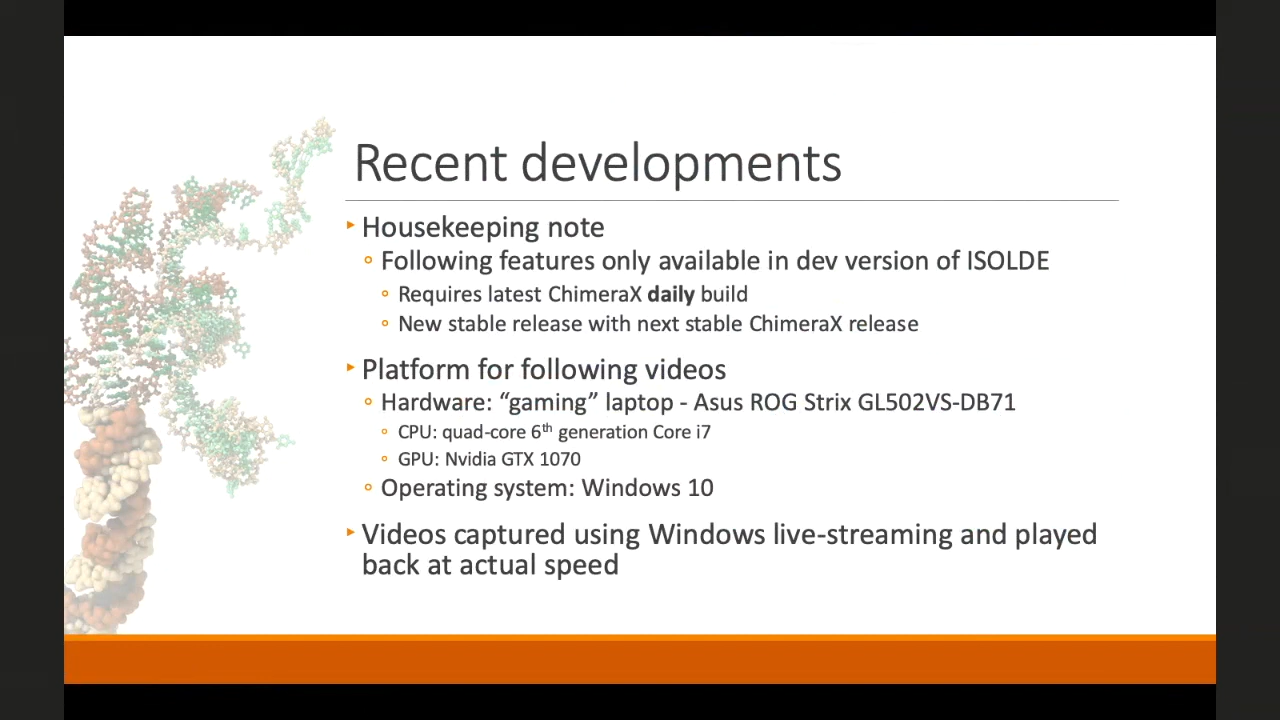 Recent developments
Housekeeping note
Following features only available in dev version of ISOLDE
Requires latest ChimeraX daily build
New stable release with next stable ChimeraX release
Platform for following videos
Hardware: “gaming” laptop - Asus ROG Strix GL502VS-DB71
CPU: quad-core 6th generation Core i7
GPU: Nvidia GTX 1070
Operating system: Windows 10
Videos captured using Windows live-streaming and played
back at actual speed